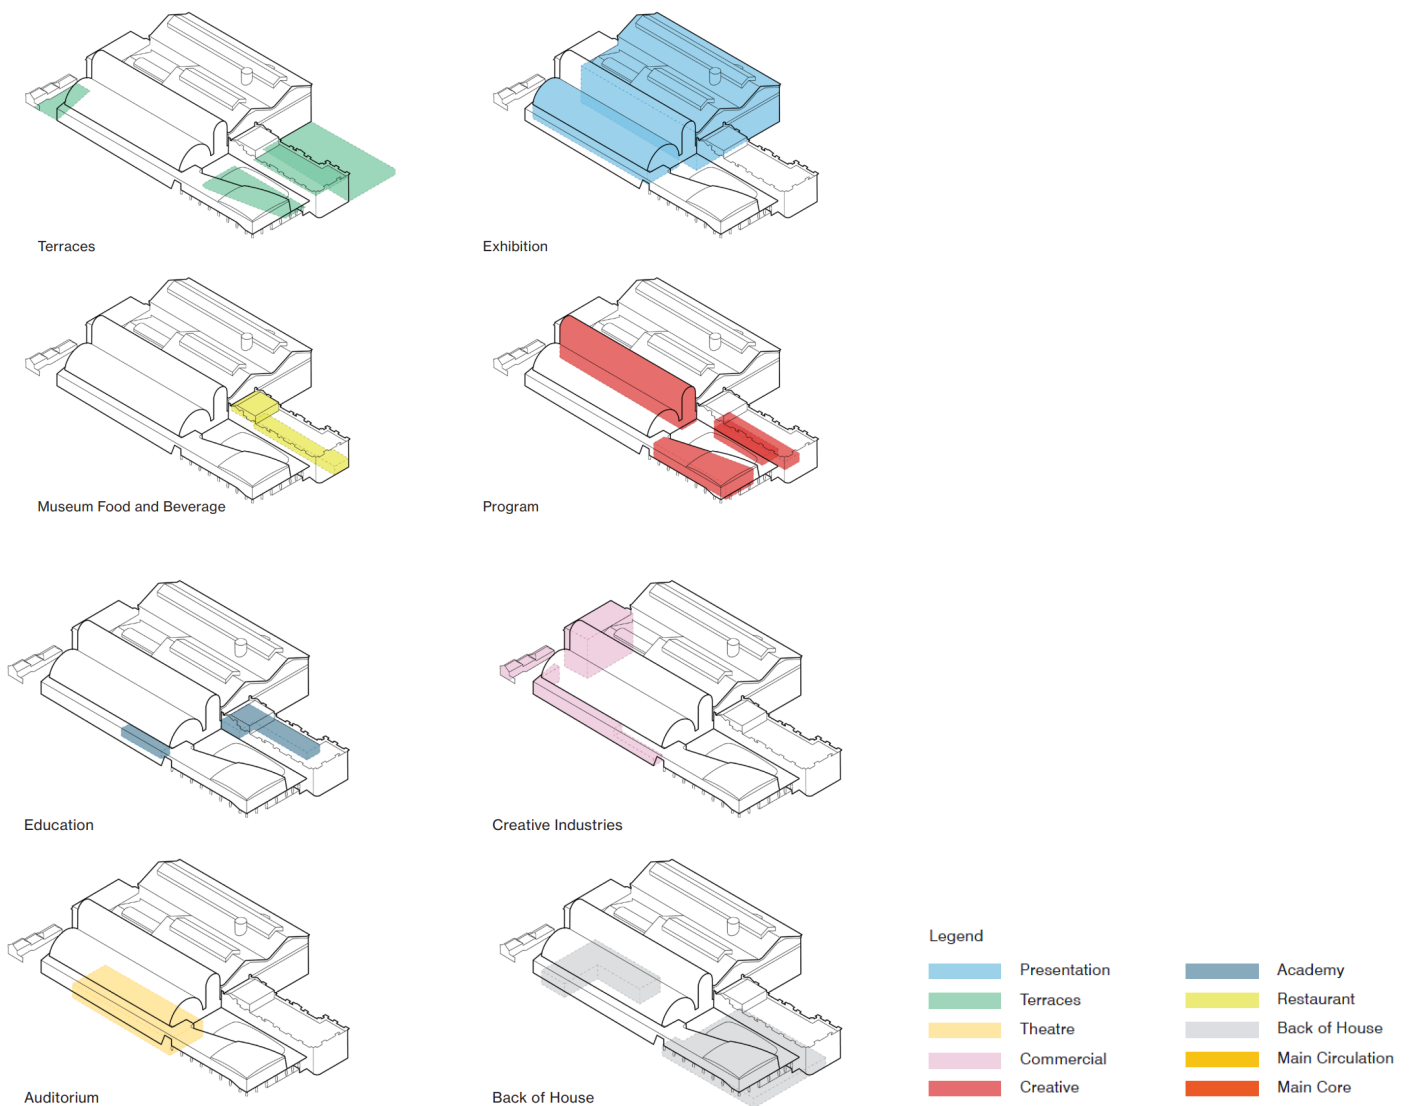 Terraces
Exhibition
Museum Food and Beverage
Program
Education
Creative Industries
Auditorium
Back of House
Legend
Presentation
Terraces
Theatre
Commercial
Creative
Academy
Restaurant
Back of House
Main Circulation
Main Core